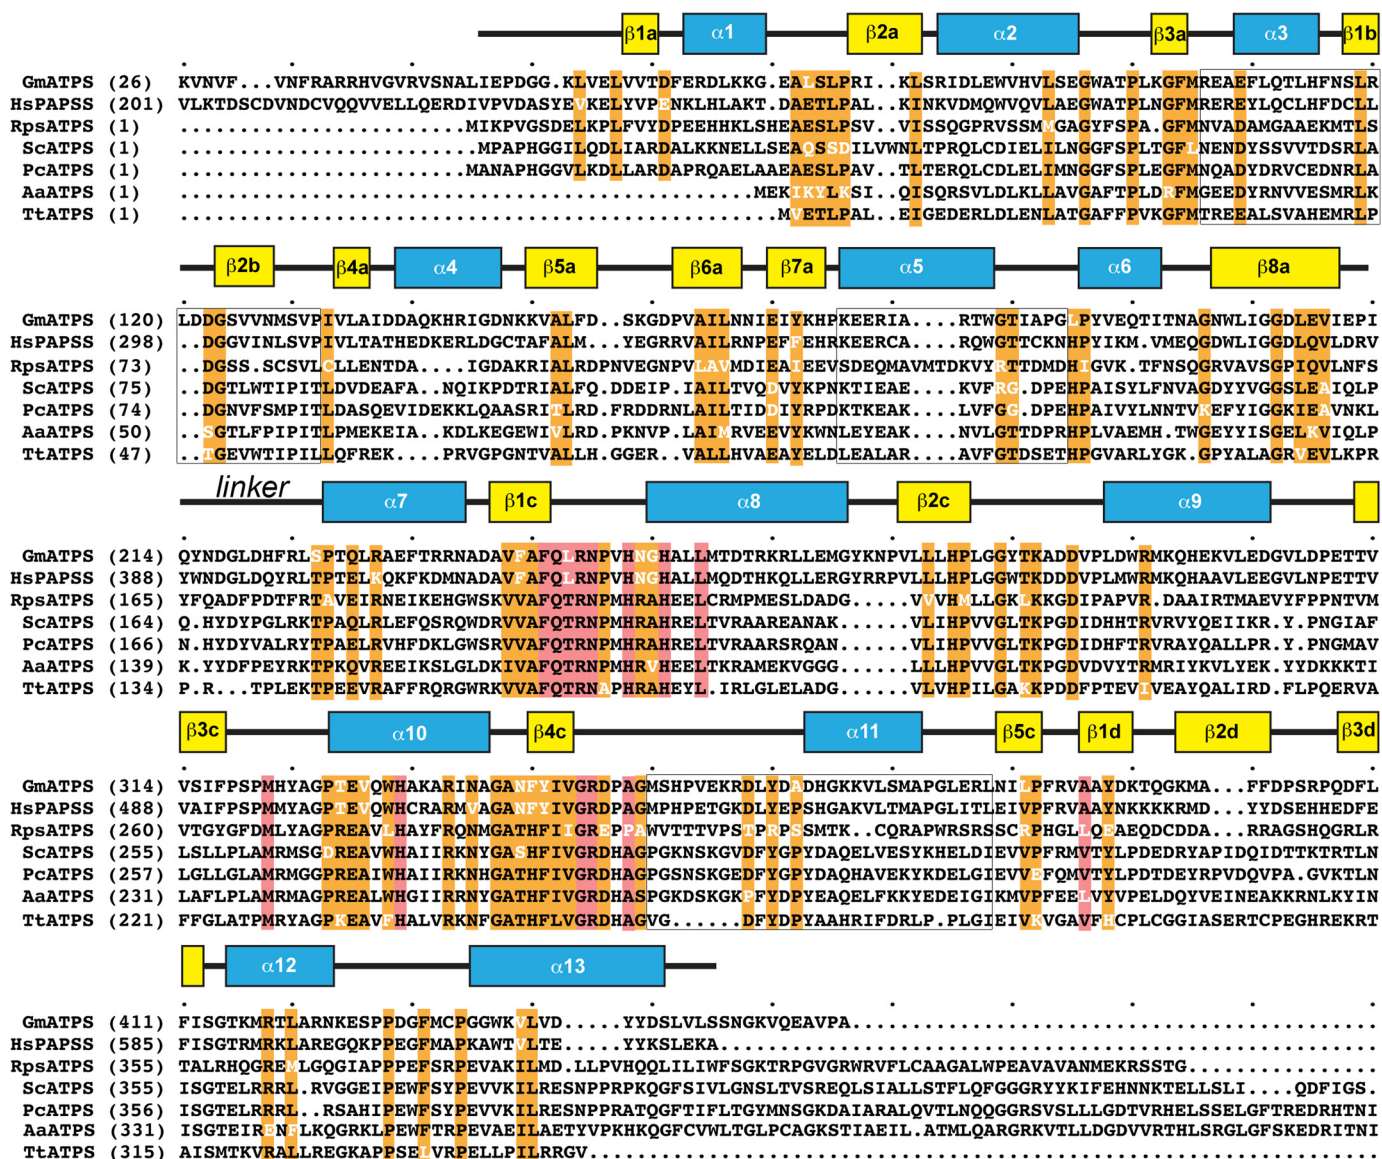 β1a α1 β2a α2 β3a α3 β1b
GmATPS (26) KVNVF...VNFRARRHVGVRVSNALIEPDGG.KLVELVVTDFERDLKKG.EALSLPRI..KLSRIDLEWVHVLSEGWATPLKGFMREAEFLQTLHFNSLR
HsPAPSS (201) VLKTDSCDVNDCVQQVVELLQERDIVPVDASYEVKELYVPENKLHLAKT.DAETLPAL..KINKVDMQWVQVLAEGWATPLNGFMREREYLQCLHFDCLL
RpsATPS (1) ........................MIKPVGSDELKPLFVYDPEEHHKLSHEAESLPSV..VISSQGPRVSSMMGAGYFSPA.GFMNVADAMGAAEKMTLS
ScATPS (1) .........................MPAPHGGILQDLIARDALKKNELLSEAQSSDILVWNLTPRQLCDIELILNGGFSPLTGFLNENDYSSVVTDSRLA
PcATPS (1) ........................MANAPHGGVLKDLLARDAPRQAELAAEAESLPAV..TLTERQLCDLELIMNGGFSPLEGFMNQADYDRVCEDNRLA
AaATPS (1) ................................................MEKIKYLKSI..QISQRSVLDLKLLAVGAFTPLDRFMGEEDYRNVVESMRLK
TtATPS (1) ..................................................MVETLPAL..EIGEDERLDLENLATGAFFPVKGFMTREEALSVAHEMRLP
β2b β4a α4 β5a β6a β7a α5 α6 β8a
GmATPS (120) LDDGSVVNMSVPIVLAIDDAQKHRIGDNKKVALFD..SKGDPVAILNNIEIYKHPKEERIA....RTWGTIAPGLPYVEQTITNAGNWLIGGDLEVIEPI
HsPAPSS (298) ..DGGVINLSVPIVLTATHEDKERLDGCTAFALM...YEGRRVAILRNPEFFEHRKEERCA....RQWGTTCKNHPYIKM.VMEQGDWLIGGDLQVLDRV
RpsATPS (73) ..DGSS.SCSVLCLLENTDA....IGDAKRIALRDPNVEGNPVLAVMDIEAIEEVSDEQMAVMTDKVYRTTDMDHIGVK.TFNSQGRVAVSGPIQVLNFS
ScATPS (75) ..DGTLWTIPITLDVDEAFA..NQIKPDTRIALFQ.DDEIP.IAILTVQDVYKPNKTIEAE....KVFRG.DPEHPAISYLFNVAGDYYVGGSLEAIQLP
PcATPS (74) ..DGNVFSMPITLDASQEVIDEKKLQAASRITLRD.FRDDRNLAILTIDDIYRPDKTKEAK....LVFGG.DPEHPAIVYLNNTVKEFYIGGKIEAVNKL
AaATPS (50) ..SGTLFPIPITLPMEKEIA..KDLKEGEWIVLRD.PKNVP.LAIMRVEEVYKWNLEYEAK....NVLGTTDPRHPLVAEMH.TWGEYYISGELKVIQLP
TtATPS (47) ..TGEVWTIPILLQFREK....PRVGPGNTVALLH.GGER..VALLHVAEAYELDLEALAR....AVFGTDSETHPGVARLYGK.GPYALAGRVEVLKPR
linker α7 β1c α8 β2c α9
GmATPS (214) QYNDGLDHFRLSPTQLRAEFTRRNADAVFAFQLRNPVHNGHALLMTDTRKRLLEMGYKNPVLLLHPLGGYTKADDVPLDWRMKQHEKVLEDGVLDPETTV
HsPAPSS (388) YWNDGLDQYRLTPTELKQKFKDMNADAVFAFQLRNPVHNGHALLMQDTHKQLLERGYRRPVLLLHPLGGWTKDDDVPLMWRMKQHAAVLEEGVLNPETTV
RpsATPS (165) YFQADFPDTFRTAVEIRNEIKEHGWSKVVAFQTRNPMHRAHEELCRMPMESLDADG......VVVHMLLGKLKKGDIPAPVR.DAAIRTMAEVYFPPNTVM
ScATPS (164) Q.HYDYPGLRKTPAQLRLEFQSRQWDRVVAFQTRNPMHRAHRELTVRAAREANAK......VLIHPVVGLTKPGDIDHHTRVRVYQEIIKR.Y.PNGIAF
PcATPS (166) N.HYDYVALRYTPAELRVHFDKLGWSRVVAFQTRNPMHRAHRELTVRAARSRQAN......VLIHPVVGLTKPGDIDHFTRVRAYQALLPR.Y.PNGMAV
AaATPS (139) K.YYDFPEYRKTPKQVREEIKSLGLDKIVAFQTRNPMHRVHEELTKRAMEKVGGG......LLLHPVVGLTKPGDVDVYTRMRIYKVLYEK.YYDKKKTI
TtATPS (134) P.R...TPLEKTPEEVRAFFRQRGWRKVVAFQTRNAPHRAHEYL.IRLGLELADG......VLVHPILGAKKPDDFPTEVIVEAYQALIRD.FLPQERVA
β3c α10 β4c α11 β5c β1d β2d β3d
GmATPS (314) VSIFPSPMHYAGPTEVQWHAKARINAGANFYIVGRDPAGMSHPVEKRDLYDADHGKKVLSMAPGLERLNILPFRVAAYDKTQGKMA...FFDPSRPQDFL
HsPAPSS (488) VAIFPSPMMYAGPTEVQWHCRARMVAGANFYIVGRDPAGMPHPETGKDLYEPSHGAKVLTMAPGLITLEIVPFRVAAYNKKKKRMD...YYDSEHHEDFE
RpsATPS (260) VTGYGFDMLYAGPREAVLHAYFRQNMGATHFIIGREPPAWVTTTVPSTPRPSSMTK..CQRAPWRSRSSCRPHGLLQEAEQDCDDA...RRAGSHQGRLR
ScATPS (255) LSLLPLAMRMSGDREAVWHAIIRKNYGASHFIVGRDHAGPGKNSKGVDFYGPYDAQELVESYKHELDIEVVPFRMVTYLPDEDRYAPIDQIDTTKTRTLN
PcATPS (257) LGLLGLAMRMGGPREAIWHAIIRKNHGATHFIVGRDHAGPGSNSKGEDFYGPYDAQHAVEKYKDELGIEVVEFQMVTYLPDTDEYRPVDQVPA.GVKTLN
AaATPS (231) LAFLPLAMRMAGPREALWHGIIRRNYGATHFIVGRDHASPGKDSKGKPFYDPYEAQELFKKYEDEIGIKMVPFEELVYVPELDQYVEINEAKKRNLKYIN
TtATPS (221) FFGLATPMRYAGPKEAVFHALVRKNFGATHFLVGRDHAGVG......DFYDPYAAHRIFDRLP.PLGIEIVKVGAVFHCPLCGGIASERTCPEGHREKRT
α12 α13
GmATPS (411) FISGTKMRTLARNKESPPDGFMCPGGWKVLVD.....YYDSLVLSSNGKVQEAVPA............................................
HsPAPSS (585) FISGTRMRKLAREGQKPPEGFMAPKAWTVLTE.....YYKSLEKA.......................................................
RpsATPS (355) TALRHQGREMLGQGIAPPPEFSRPEVAKILMD.LLPVHQQLILIWFSGKTRPGVGRWRVFLCAAGALWPEAVAVANMEKRSSTG................
ScATPS (355) ISGTELRRRL.RVGGEIPEWFSYPEVVKILRESNPPRPKQGFSIVLGNSLTVSREQLSIALLSTFLQFGGGRYYKIFEHNNKTELLSLI...QDFIGS.
PcATPS (356) ISGTELRRRL..RSAHIPEWFSYPEVVKILRESNPPRATQGFTIFLTGYMNSGKDAIARALQVTLNQQGGRSVSLLLGDTVRHELSSELGFTREDRHTNI
AaATPS (331) ISGTEIRENFLKQGRKLPEWFTRPEVAEILAETYVPKHKQGFCVWLTGLPCAGKSTIAEIL.ATMLQARGRKVTLLDGDVVRTHLSRGLGFSKEDRITNI
TtATPS (315) AISMTKVRALLREGKAPPSELVRPELLPILRRGV..................................................................